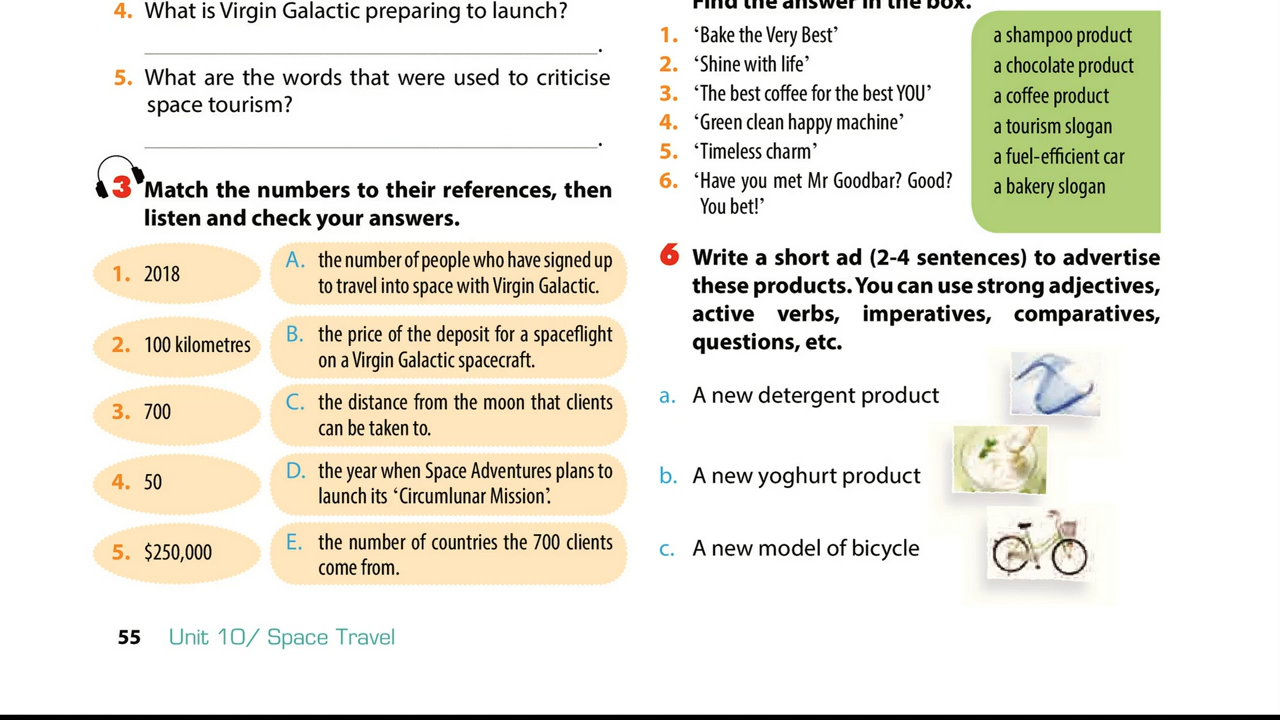 4. What is Virgin Galactic preparing to launch?
.
5. What are the words that were used to criticise
space tourism?
.
3 Match the numbers to their references, then
listen and check your answers.
1. 2018
A. the number of people who have signed up
to travel into space with Virgin Galactic.
2. 100 kilometres
B. the price of the deposit for a spaceflight
on a Virgin Galactic spacecraft.
3. 700
C. the distance from the moon that clients
can be taken to.
4. 50
D. the year when Space Adventures plans to
launch its ‘Circumlunar Mission’.
5. $250,000
E. the number of countries the 700 clients
come from.
55 Unit 10/ Space Travel
Find the answer in the box.
1. ‘Bake the Very Best’
2. ‘Shine with life’
3. ‘The best coffee for the best YOU’
4. ‘Green clean happy machine’
5. ‘Timeless charm’
6. ‘Have you met Mr Goodbar? Good?
You bet!’
a shampoo product
a chocolate product
a coffee product
a tourism slogan
a fuel-efficient car
a bakery slogan
6 Write a short ad (2-4 sentences) to advertise
these products. You can use strong adjectives,
active verbs, imperatives, comparatives,
questions, etc.
a. A new detergent product
b. A new yoghurt product
c. A new model of bicycle